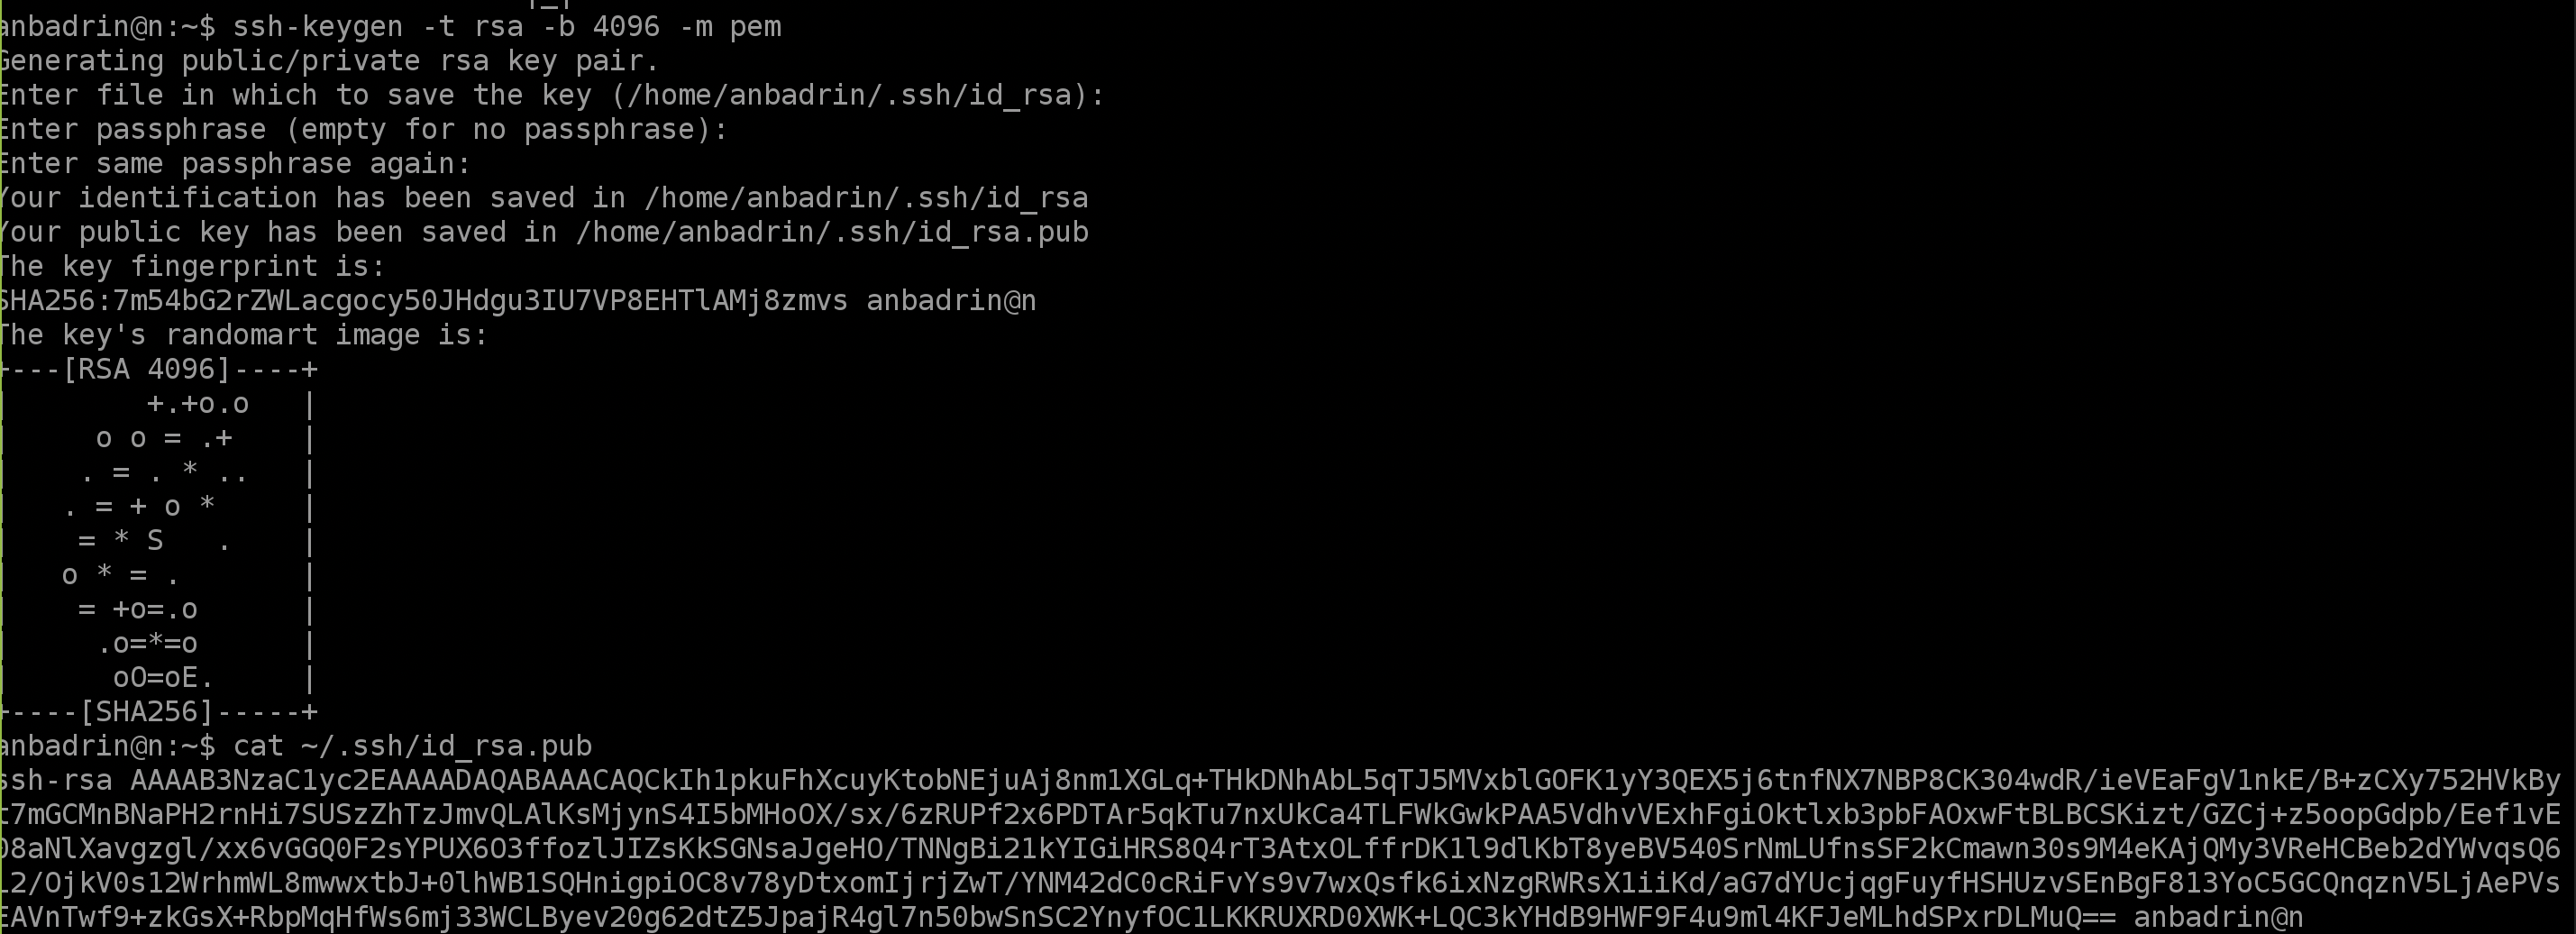 anbadrin@n:~$ ssh-keygen -t rsa -b 4096 -m pem
Generating public/private rsa key pair.
Enter file in which to save the key (/home/anbadrin/.ssh/id_rsa):
Enter passphrase (empty for no passphrase):
Enter same passphrase again:
Your identification has been saved in /home/anbadrin/.ssh/id_rsa
Your public key has been saved in /home/anbadrin/.ssh/id_rsa.pub
The key fingerprint is:
SHA256:7m54bG2rZWLacgocy50JHdgu3IU7VP8EHTlAMj8zmvs anbadrin@n
The key's randomart image is:
+---[RSA 4096]----+
|        +.+o.o   |
|     o o = .+    |
|    . = . * ..   |
|   . = + o *     |
|    = * S   .    |
|   o * = .       |
|    = +o=.o      |
|     .o=*=o      |
|      oO=oE.     |
+----[SHA256]-----+
anbadrin@n:~$ cat ~/.ssh/id_rsa.pub
ssh-rsa AAAAB3NzaC1yc2EAAAADAQABAAACAQCkIh1pkuFhXcuyKtobNEjuAj8nm1XGLq+THkDNhAbL5qTJ5MVxblGOFK1yY3QEX5j6tnfNX7NBP8CK304wdR/ieVEaFgV1nkE/B+zCXy752HVkBy
t7mGCMnBNaPH2rnHi7SUSzZhTzJmvQLAlKsMjynS4I5bMHoOX/sx/6zRUPf2x6PDTAr5qkTu7nxUkCa4TLFWkGwkPAA5VdhvVExhFgiOktlxb3pbFAOxwFtBLBCSKizt/GZCj+z5oopGdpb/Eef1vE
08aNlXavgzgl/xx6vGGQ0F2sYPUX6O3ffozlJIZsKkSGNsaJgeHO/TNNgBi21kYIGiHRS8Q4rT3AtxOLffrDK1l9dlKbT8yeBV540SrNmLUfnsSF2kCmawn30s9M4eKAjQMy3VReHCBeb2dYWvqsQ6
L2/OjkV0s12WrhmWL8mwwxtbJ+0lhWB1SQHnigpiOC8v78yDtxomIjrjZwT/YNM42dC0cRiFvYs9v7wxQsfk6ixNzgRWRsX1iiKd/aG7dYUcjqgFuyfHSHUzvSEnBgF813YoC5GCQnqznV5LjAePVs
EAVnTwf9+zkGsX+RbpMqHfWs6mj33WCLByev20g62dtZ5JpajR4gl7n50bwSnSC2YnyfOC1LKKRUXRD0XWK+LQC3kYHdB9HWF9F4u9ml4KFJeMLhdSPxrDLMuQ== anbadrin@n